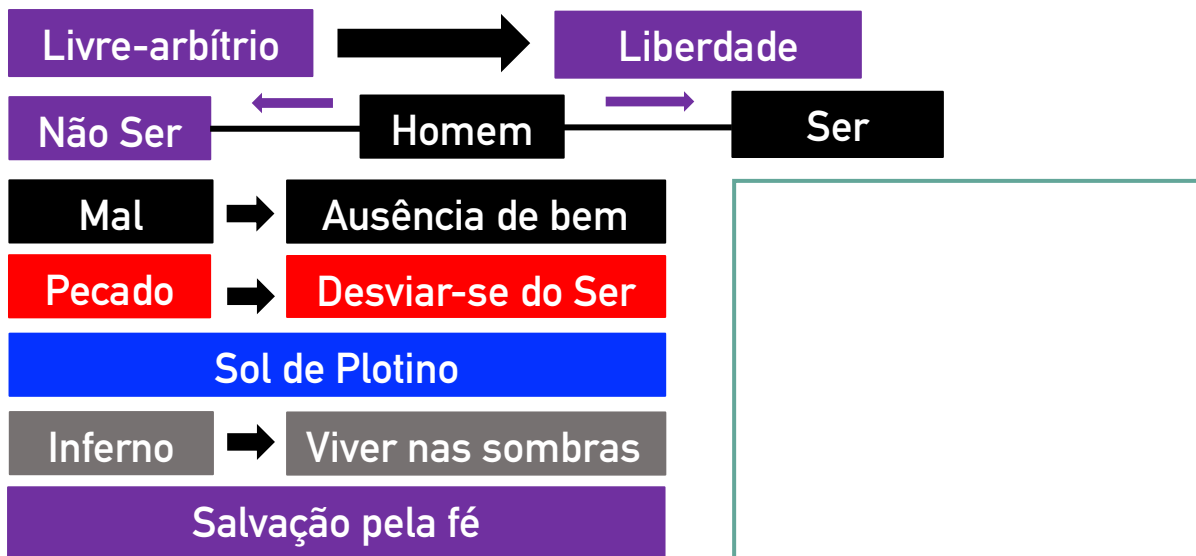 Livre-arbítrio
Liberdade
Não Ser
Homem
Ser
Mal
Ausência de bem
Pecado
Desviar-se do Ser
Sol de Plotino
Inferno
Viver nas sombras
Salvação pela fé